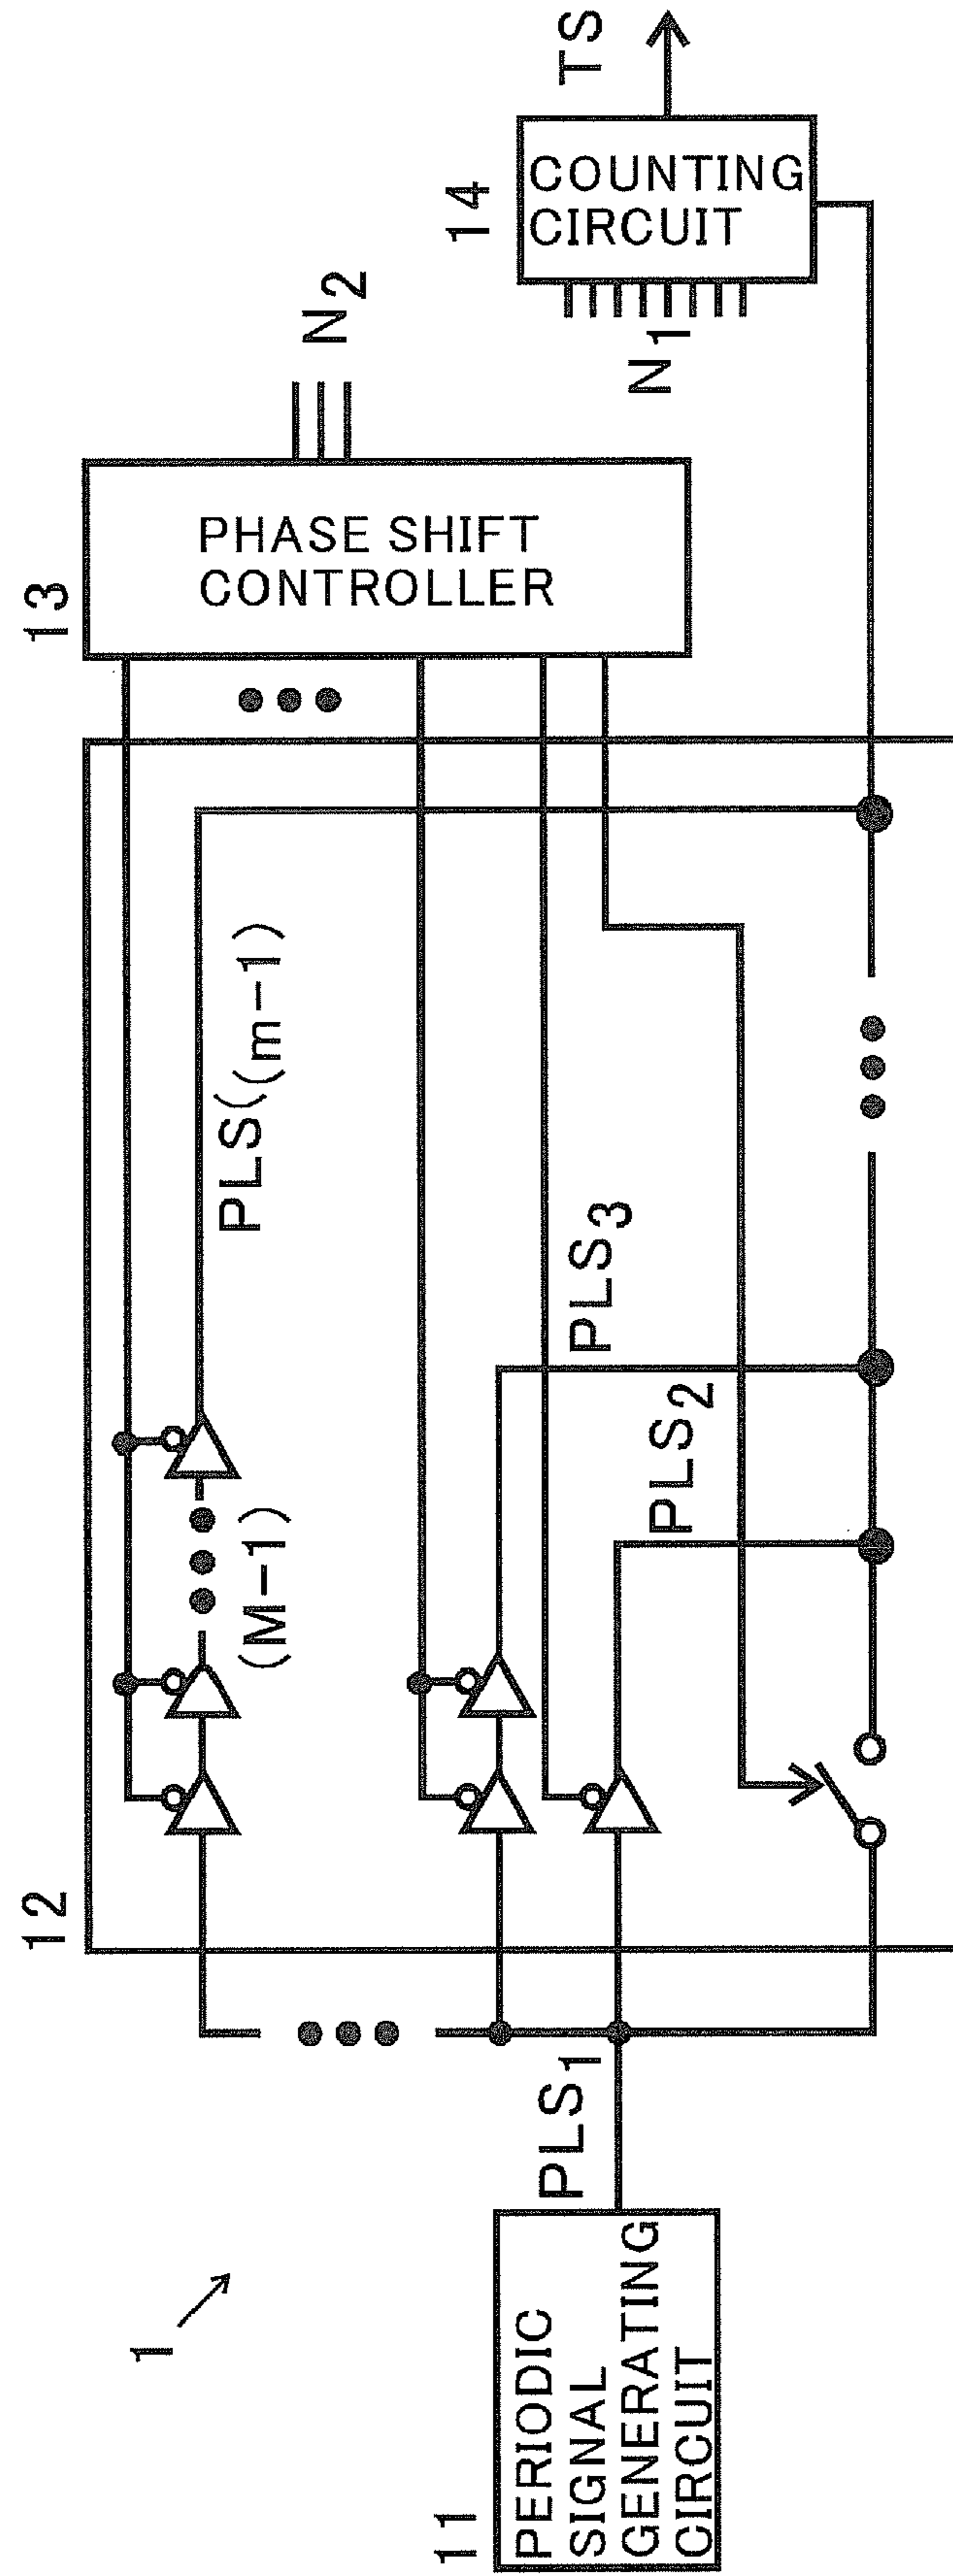 1
11
PERIODIC
SIGNAL
GENERATING
CIRCUIT
PLS1
12
(M-1)
PLS((m-1)
PLS3
PLS2
13
PHASE SHIFT
CONTROLLER
N2
14
COUNTING
CIRCUIT
N1
TS